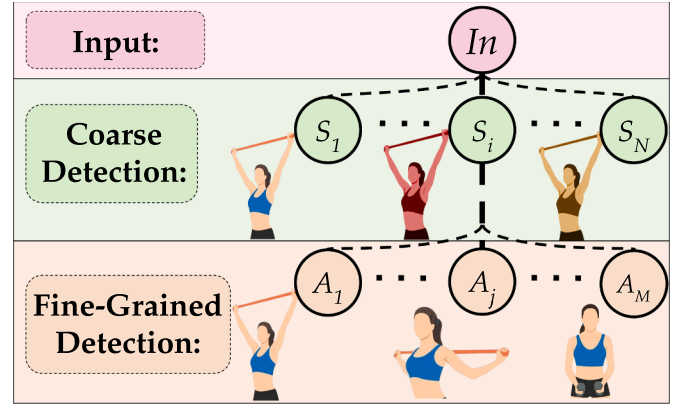 Input:
In
Coarse
Detection:
S1 ... Si ... SN
Fine-Grained
Detection:
A1 ... Aj ... AM